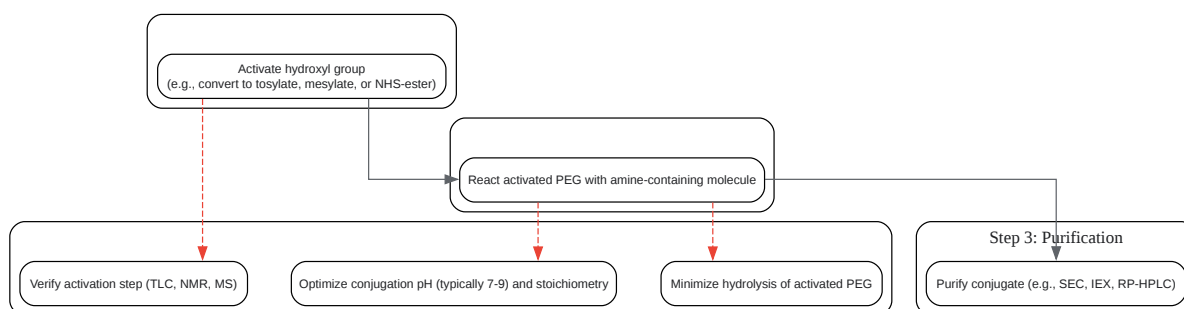 Activate hydroxyl group
(e.g., convert to tosylate, mesylate, or NHS-ester)
React activated PEG with amine-containing molecule
Step 3: Purification
Verify activation step (TLC, NMR, MS)
Optimize conjugation pH (typically 7-9) and stoichiometry
Minimize hydrolysis of activated PEG
Purify conjugate (e.g., SEC, IEX, RP-HPLC)